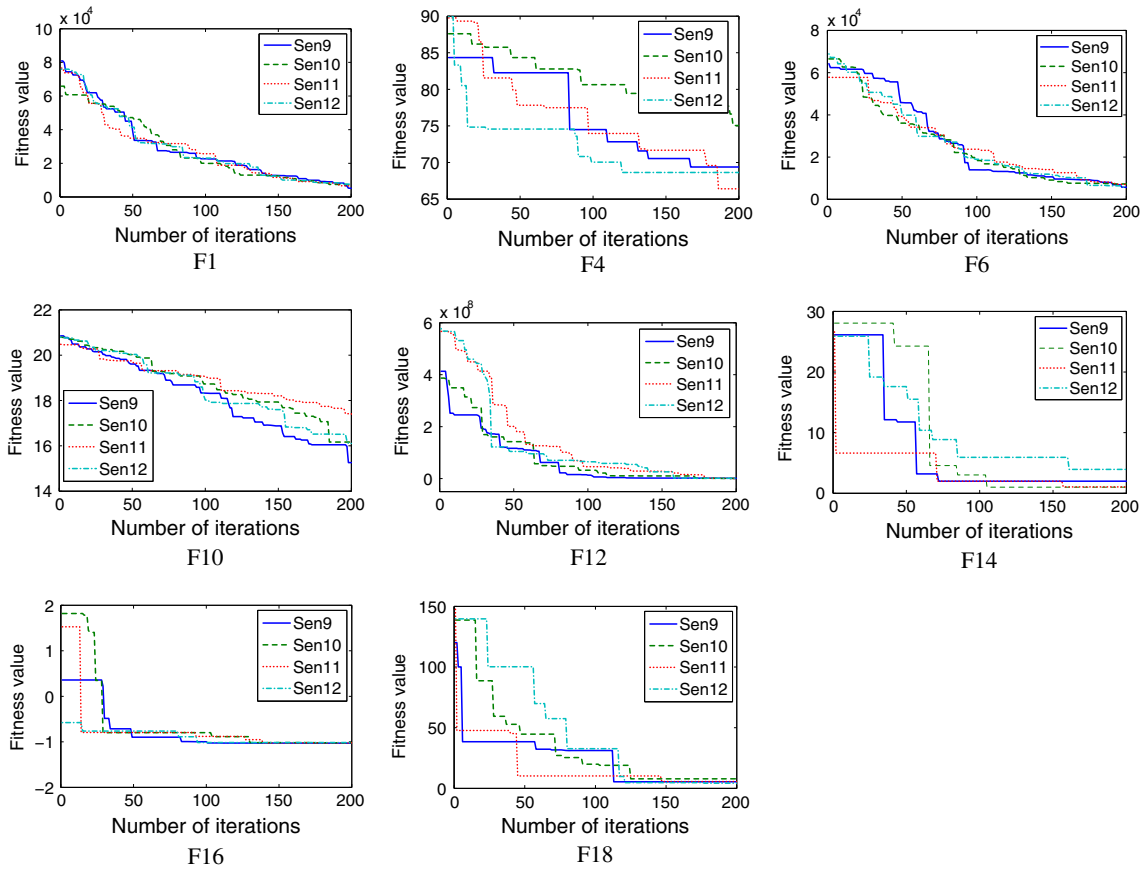 x 10⁴
10
8
6
4
2
0
0 50 100 150 200
Fitness value
Number of iterations
Sen9
Sen10
Sen11
Sen12
F1
90
85
80
75
70
65
0 50 100 150 200
Fitness value
Number of iterations
Sen9
Sen10
Sen11
Sen12
F4
x 10⁴
8
6
4
2
0
0 50 100 150 200
Fitness value
Number of iterations
Sen9
Sen10
Sen11
Sen12
F6
22
20
18
16
14
0 50 100 150 200
Fitness value
Number of iterations
Sen9
Sen10
Sen11
Sen12
F10
x 10⁸
6
4
2
0
0 50 100 150 200
Fitness value
Number of iterations
Sen9
Sen10
Sen11
Sen12
F12
30
20
10
0
0 50 100 150 200
Fitness value
Number of iterations
Sen9
Sen10
Sen11
Sen12
F14
2
1
0
−1
−2
0 50 100 150 200
Fitness value
Number of iterations
Sen9
Sen10
Sen11
Sen12
F16
150
100
50
0
0 50 100 150 200
Fitness value
Number of iterations
Sen9
Sen10
Sen11
Sen12
F18